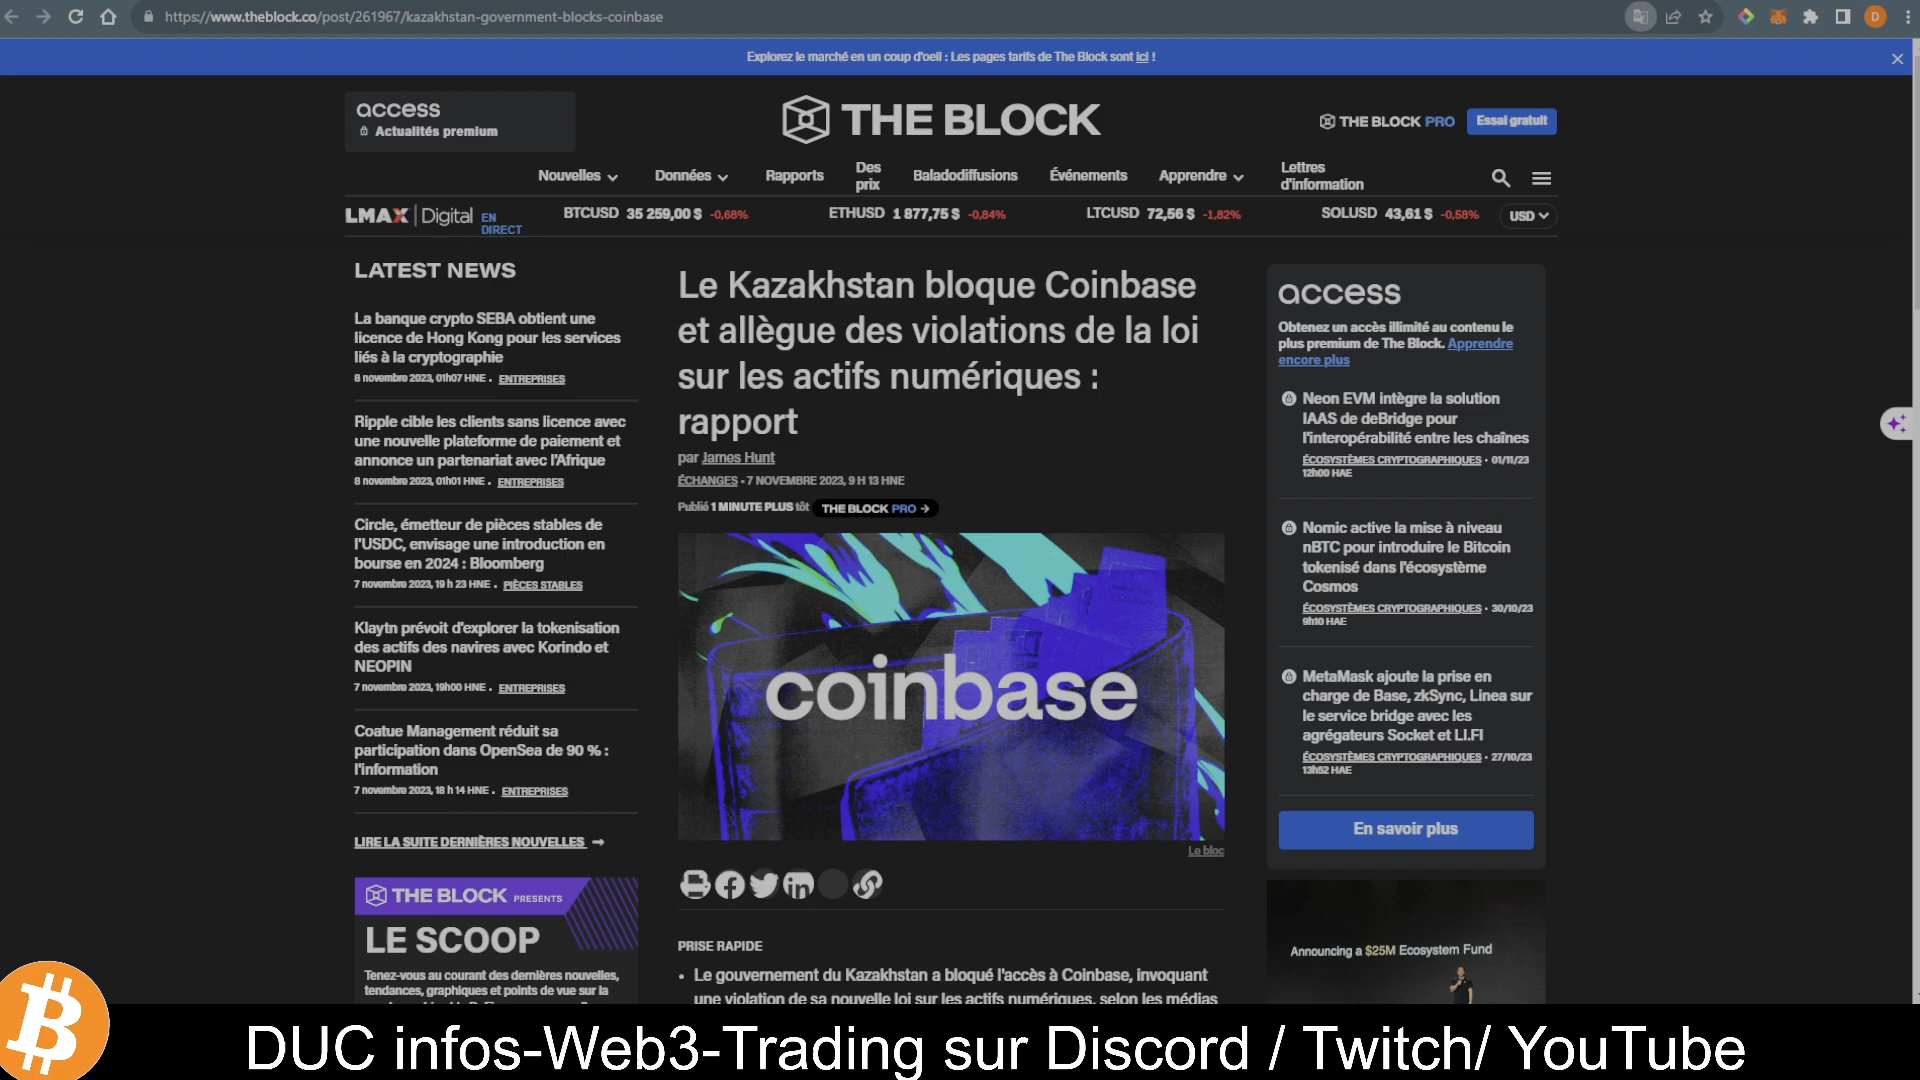 https://www.theblock.co/post/261967/kazakhstan-government-blocks-coinbase
D
Explorez le marché en un coup d'oeil : Les pages tarifs de The Block sont ici !
access
Actualités premium
THE BLOCK
THE BLOCK PRO
Essai gratuit
Nouvelles
Données
Rapports
Des
prix
Baladodiffusions
Événements
Apprendre
Lettres
d'information
LMAX | Digital
EN
DIRECT
BTCUSD 35 259,00 $ -0,68%
ETHUSD 1 877,75 $ -0,84%
LTCUSD 72,56 $ -1,82%
SOLUSD 43,61 $ -0,58%
USD
LATEST NEWS
La banque crypto SEBA obtient une
licence de Hong Kong pour les services
liés à la cryptographie
8 novembre 2023, 01h07 HNE • ENTREPRISES
Ripple cible les clients sans licence avec
une nouvelle plateforme de paiement et
annonce un partenariat avec l'Afrique
8 novembre 2023, 01h01 HNE • ENTREPRISES
Circle, émetteur de pièces stables de
l'USDC, envisage une introduction en
bourse en 2024 : Bloomberg
7 novembre 2023, 19 h 23 HNE • PIÈCES STABLES
Klaytn prévoit d'explorer la tokenisation
des actifs des navires avec Korindo et
NEOPIN
7 novembre 2023, 19h00 HNE • ENTREPRISES
Coatue Management réduit sa
participation dans OpenSea de 90 % :
l'information
7 novembre 2023, 18 h 14 HNE • ENTREPRISES
LIRE LA SUITE DERNIÈRES NOUVELLES →
THE BLOCK PRESENTS
LE SCOOP
Tenez-vous au courant des dernières nouvelles,
tendances, graphiques et points de vue sur la
Le Kazakhstan bloque Coinbase
et allègue des violations de la loi
sur les actifs numériques :
rapport
par James Hunt
ÉCHANGES • 7 NOVEMBRE 2023, 9 H 13 HNE
Publié 1 MINUTE PLUS tôt THE BLOCK PRO →
coinbase
Le bloc
PRISE RAPIDE
• Le gouvernement du Kazakhstan a bloqué l'accès à Coinbase, invoquant
une violation de sa nouvelle loi sur les actifs numériques, selon les médias
access
Obtenez un accès illimité au contenu le
plus premium de The Block. Apprendre
encore plus
Neon EVM intègre la solution
IAAS de deBridge pour
l'interopérabilité entre les chaînes
ÉCOSYSTÈMES CRYPTOGRAPHIQUES • 01/11/23
12h00 HAE
Nomic active la mise à niveau
nBTC pour introduire le Bitcoin
tokenisé dans l'écosystème
Cosmos
ÉCOSYSTÈMES CRYPTOGRAPHIQUES • 30/10/23
9h10 HAE
MetaMask ajoute la prise en
charge de Base, zkSync, Linea sur
le service bridge avec les
agrégateurs Socket et LI.FI
ÉCOSYSTÈMES CRYPTOGRAPHIQUES • 27/10/23
13h52 HAE
En savoir plus
Announcing a $25M Ecosystem Fund
DUC infos-Web3-Trading sur Discord / Twitch/ YouTube